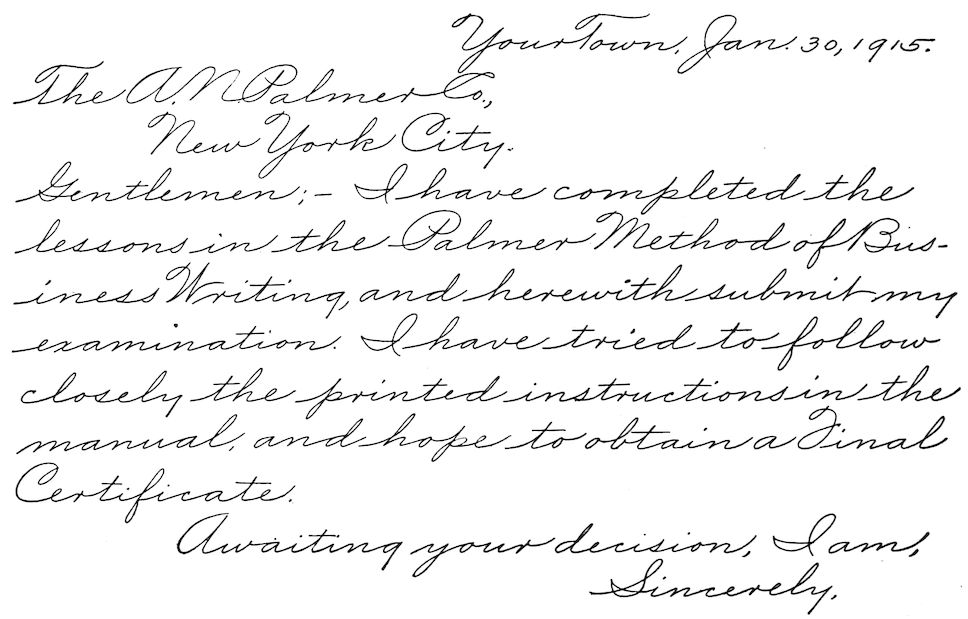 Your Town, Jan. 30, 1915.
The A. N. Palmer Co.,
New York City.
Gentlemen:- I have completed the
lessons in the Palmer Method of Bus-
iness Writing, and herewith submit my
examination. I have tried to follow
closely the printed instructions in the
manual, and hope to obtain a Final
Certificate.
Awaiting your decision, I am,
Sincerely,